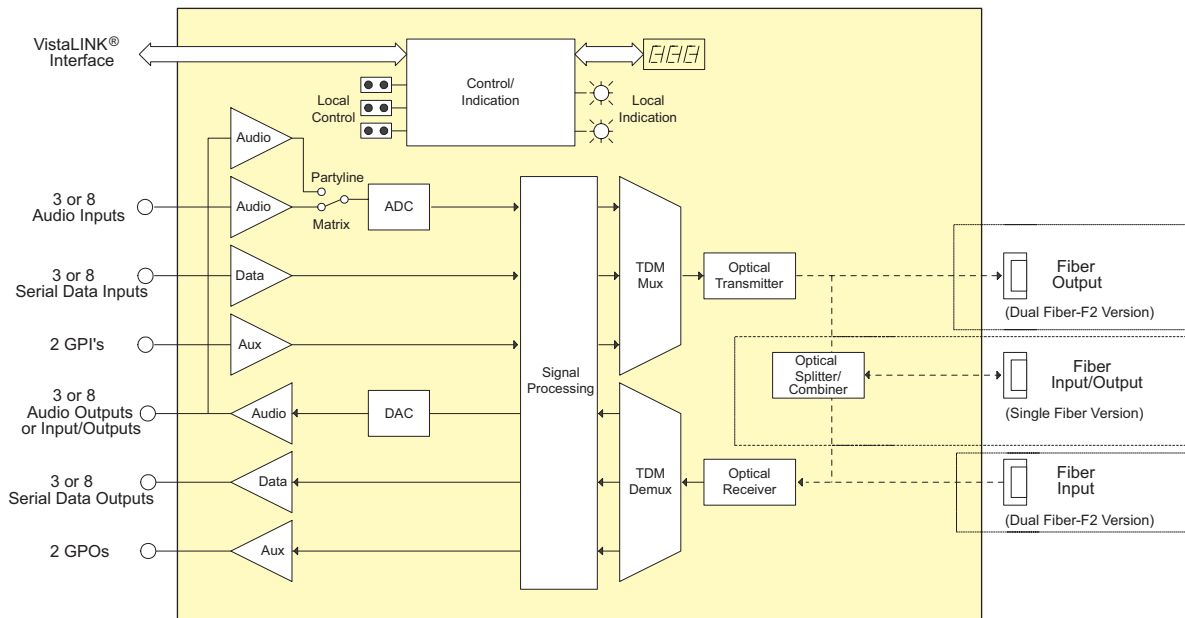 VistaLINK®
Interface
Control/
Indication
Local
Control
Local
Indication
Audio
Partyline
3 or 8
Audio Inputs
Audio
Matrix
ADC
3 or 8
Serial Data Inputs
Data
2 GPI's
Aux
Signal
Processing
TDM
Mux
Optical
Transmitter
Fiber
Output
(Dual Fiber-F2 Version)
Optical
Splitter/
Combiner
Fiber
Input/Output
(Single Fiber Version)
3 or 8
Audio Outputs
or Input/Outputs
Audio
DAC
3 or 8
Serial Data Outputs
Data
TDM
Demux
Optical
Receiver
Fiber
Input
(Dual Fiber-F2 Version)
2 GPOs
Aux